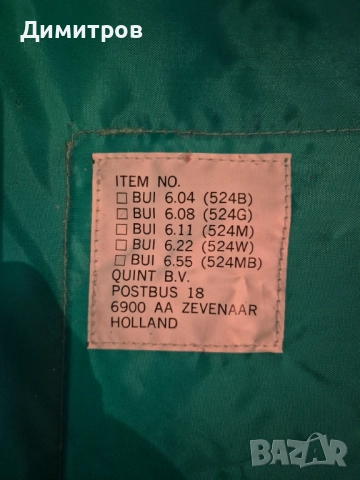 Димитров
ITEM NO.
☐ BUI 6.04 (524B)
☐ BUI 6.08 (524G)
☐ BUI 6.11 (524M)
☐ BUI 6.22 (524W)
☐ BUI 6.55 (524MB)
QUINT B.V.
POSTBUS 18
6900 AA ZEVENAAR
HOLLAND
BAZAR